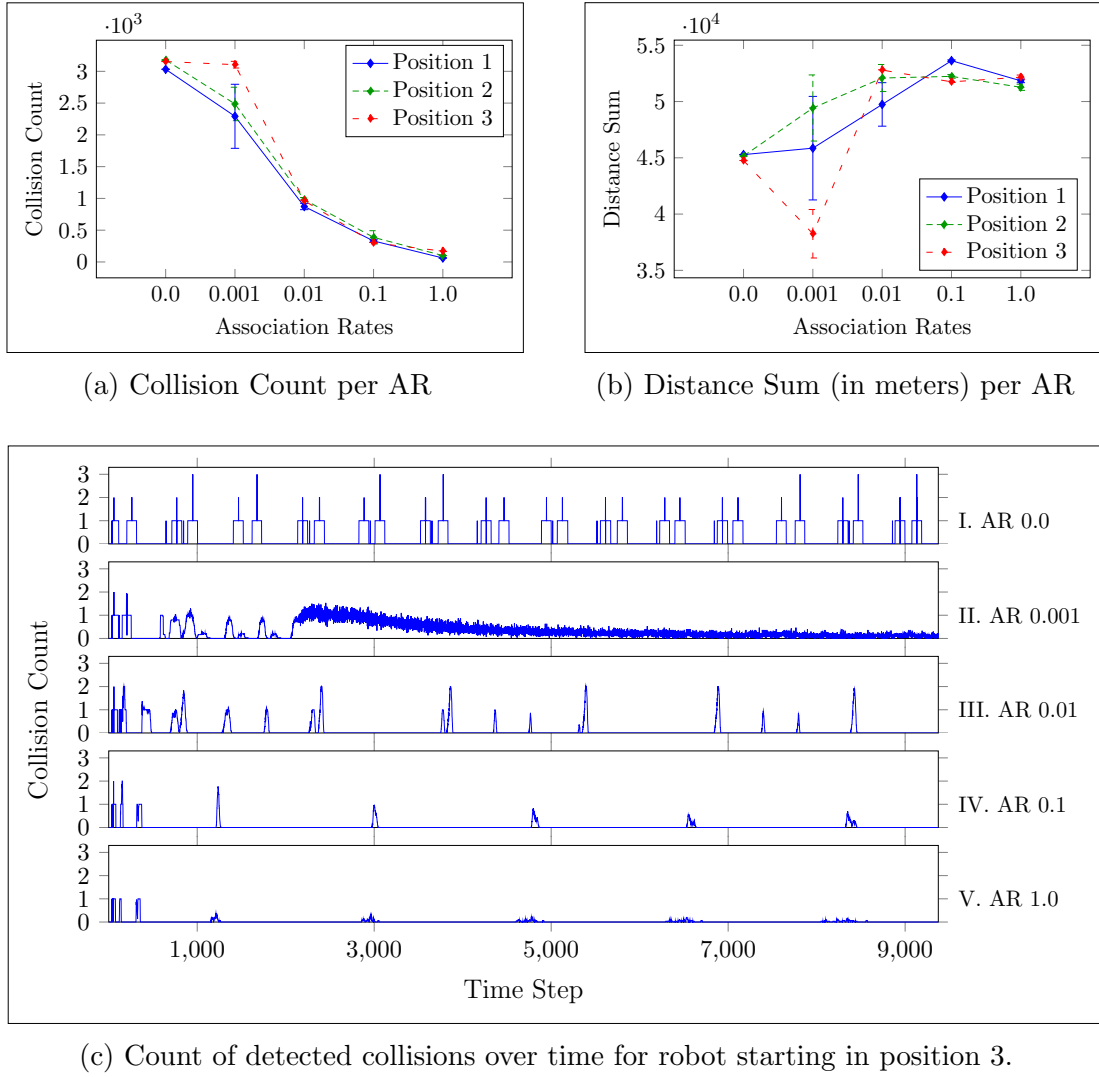 ·10³
3
2.5
2
1.5
1
0.5
0
Collision Count
Position 1
Position 2
Position 3
0.0 0.001 0.01 0.1 1.0
Association Rates
(a) Collision Count per AR
·10⁴
5.5
5
4.5
4
3.5
Distance Sum
Position 1
Position 2
Position 3
0.0 0.001 0.01 0.1 1.0
Association Rates
(b) Distance Sum (in meters) per AR
Collision Count
3
2
1
0
I. AR 0.0
3
2
1
0
II. AR 0.001
3
2
1
0
III. AR 0.01
3
2
1
0
IV. AR 0.1
3
2
1
0
V. AR 1.0
1,000 3,000 5,000 7,000 9,000
Time Step
(c) Count of detected collisions over time for robot starting in position 3.